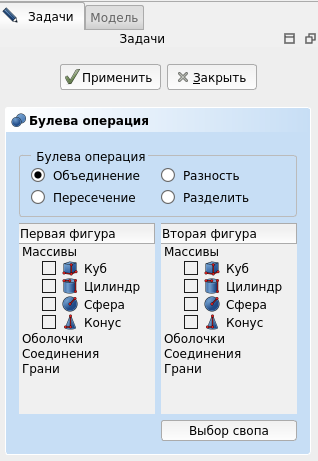 Задачи Модель
Задачи
Применить Закрыть
Булева операция
Булева операция
Объединение Разность
Пересечение Разделить
Первая фигура Вторая фигура
Массивы Массивы
Куб Куб
Цилиндр Цилиндр
Сфера Сфера
Конус Конус
Оболочки Оболочки
Соединения Соединения
Грани Грани
Выбор свопа